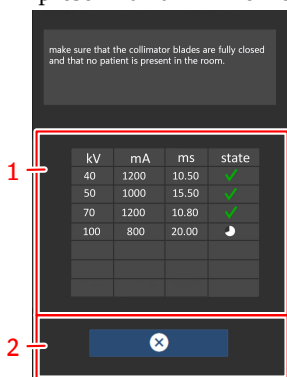 make sure that the collimator blades are fully closed
and that no patient is present in the room.
1
kV mA ms state
40 1200 10.50
50 1000 15.50
70 1200 10.80
100 800 20.00
2